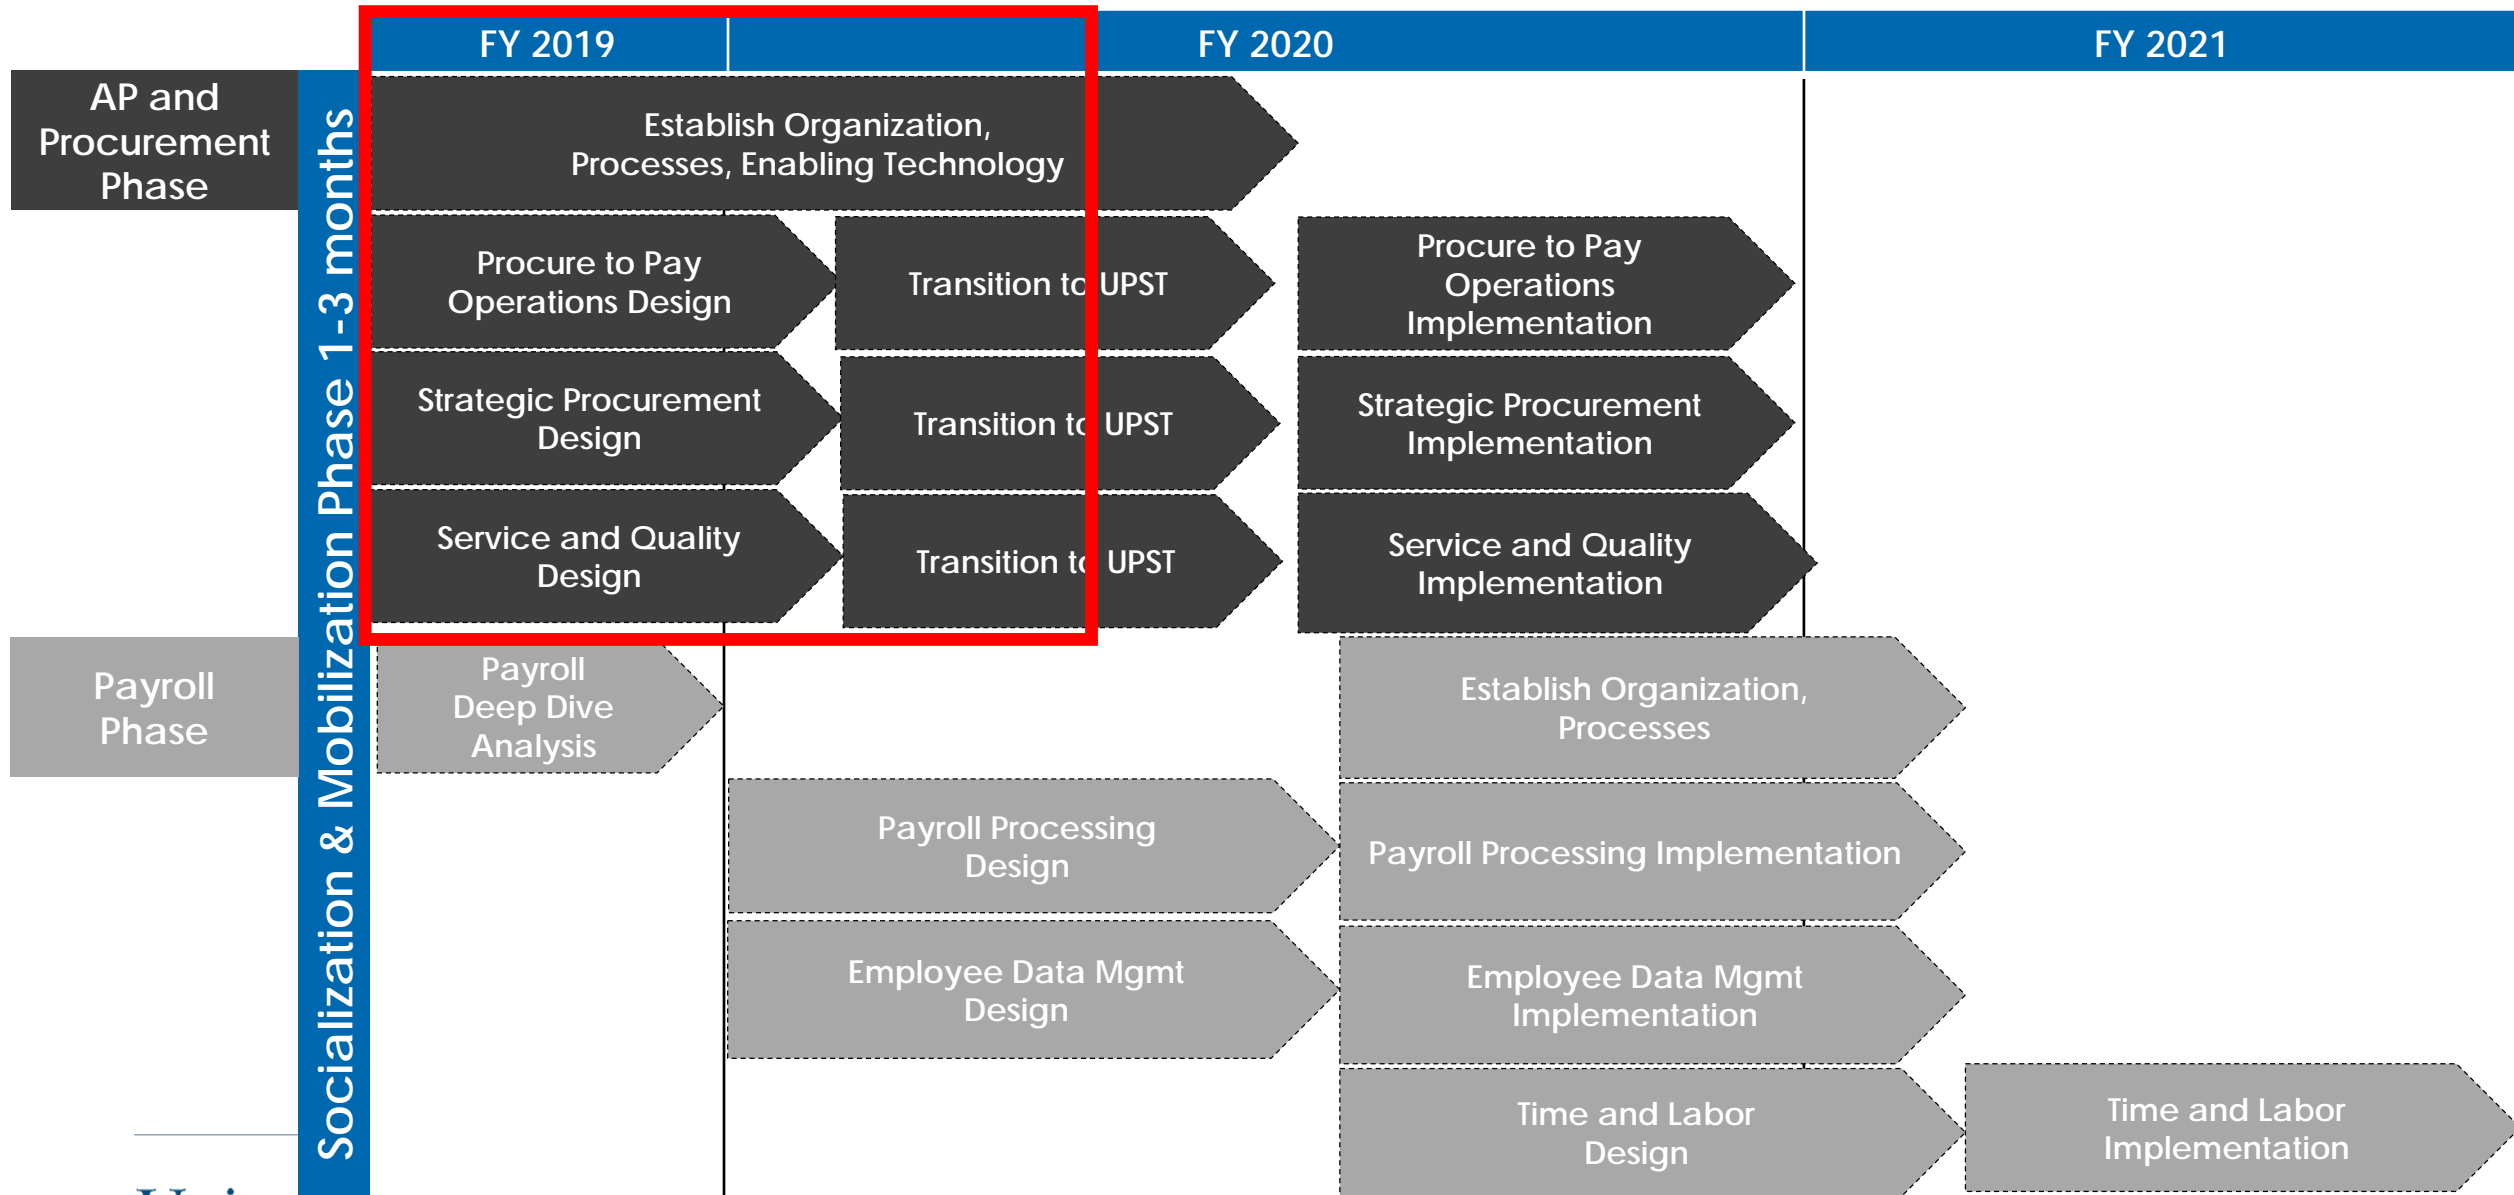 FY 2019
FY 2020
FY 2021
AP and
Procurement
Phase
Socialization & Mobilization Phase 1-3 months
Establish Organization,
Processes, Enabling Technology
Procure to Pay
Operations Design
Transition to UPST
Procure to Pay
Operations
Implementation
Strategic Procurement
Design
Transition to UPST
Strategic Procurement
Implementation
Service and Quality
Design
Transition to UPST
Service and Quality
Implementation
Payroll
Phase
Payroll
Deep Dive
Analysis
Establish Organization,
Processes
Payroll Processing
Design
Payroll Processing Implementation
Employee Data Mgmt
Design
Employee Data Mgmt
Implementation
Time and Labor
Design
Time and Labor
Implementation